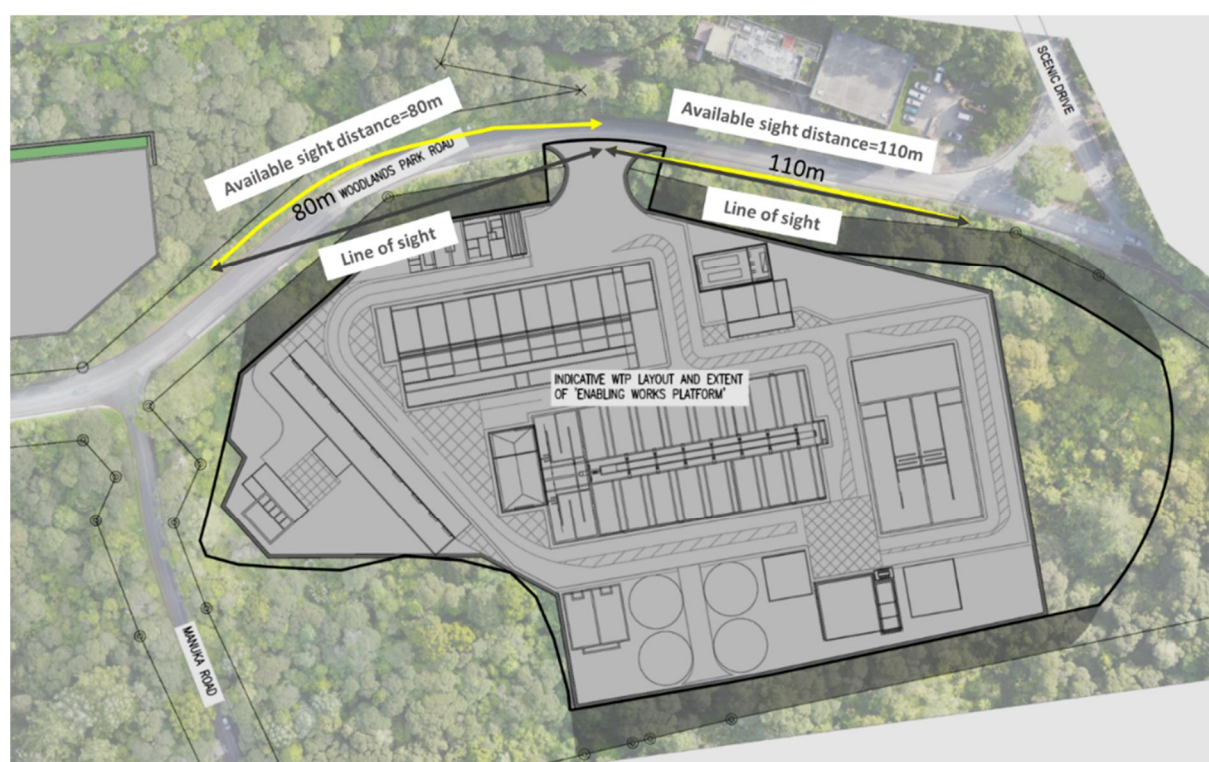 SCENIC DRIVE
Available sight distance=80m
Available sight distance=110m
80m
WOODLANDS PARK ROAD
110m
Line of sight
Line of sight
INDICATIVE WTP LAYOUT AND EXTENT
OF 'ENABLING WORKS PLATFORM'
MANUKA ROAD